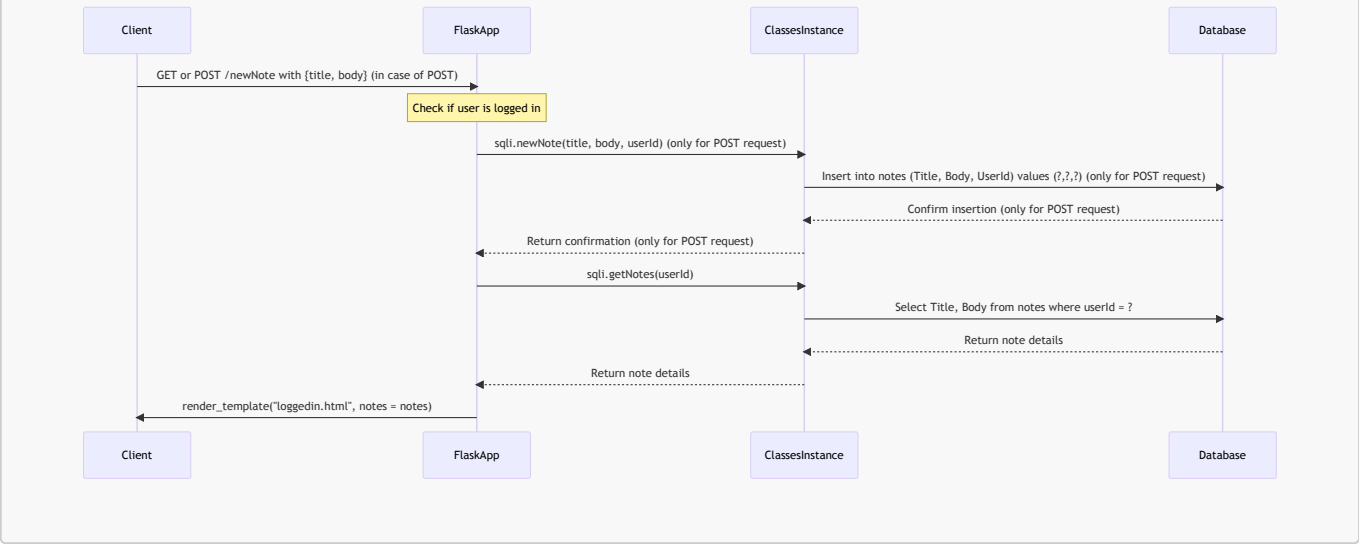 Client
FlaskApp
ClassesInstance
Database
GET or POST /newNote with {title, body} (in case of POST)
Check if user is logged in
sqli.newNote(title, body, userId) (only for POST request)
Insert into notes (Title, Body, UserId) values (?,?,?) (only for POST request)
Confirm insertion (only for POST request)
Return confirmation (only for POST request)
sqli.getNotes(userId)
Select Title, Body from notes where userId = ?
Return note details
Return note details
render_template("loggedin.html", notes = notes)
Client
FlaskApp
ClassesInstance
Database